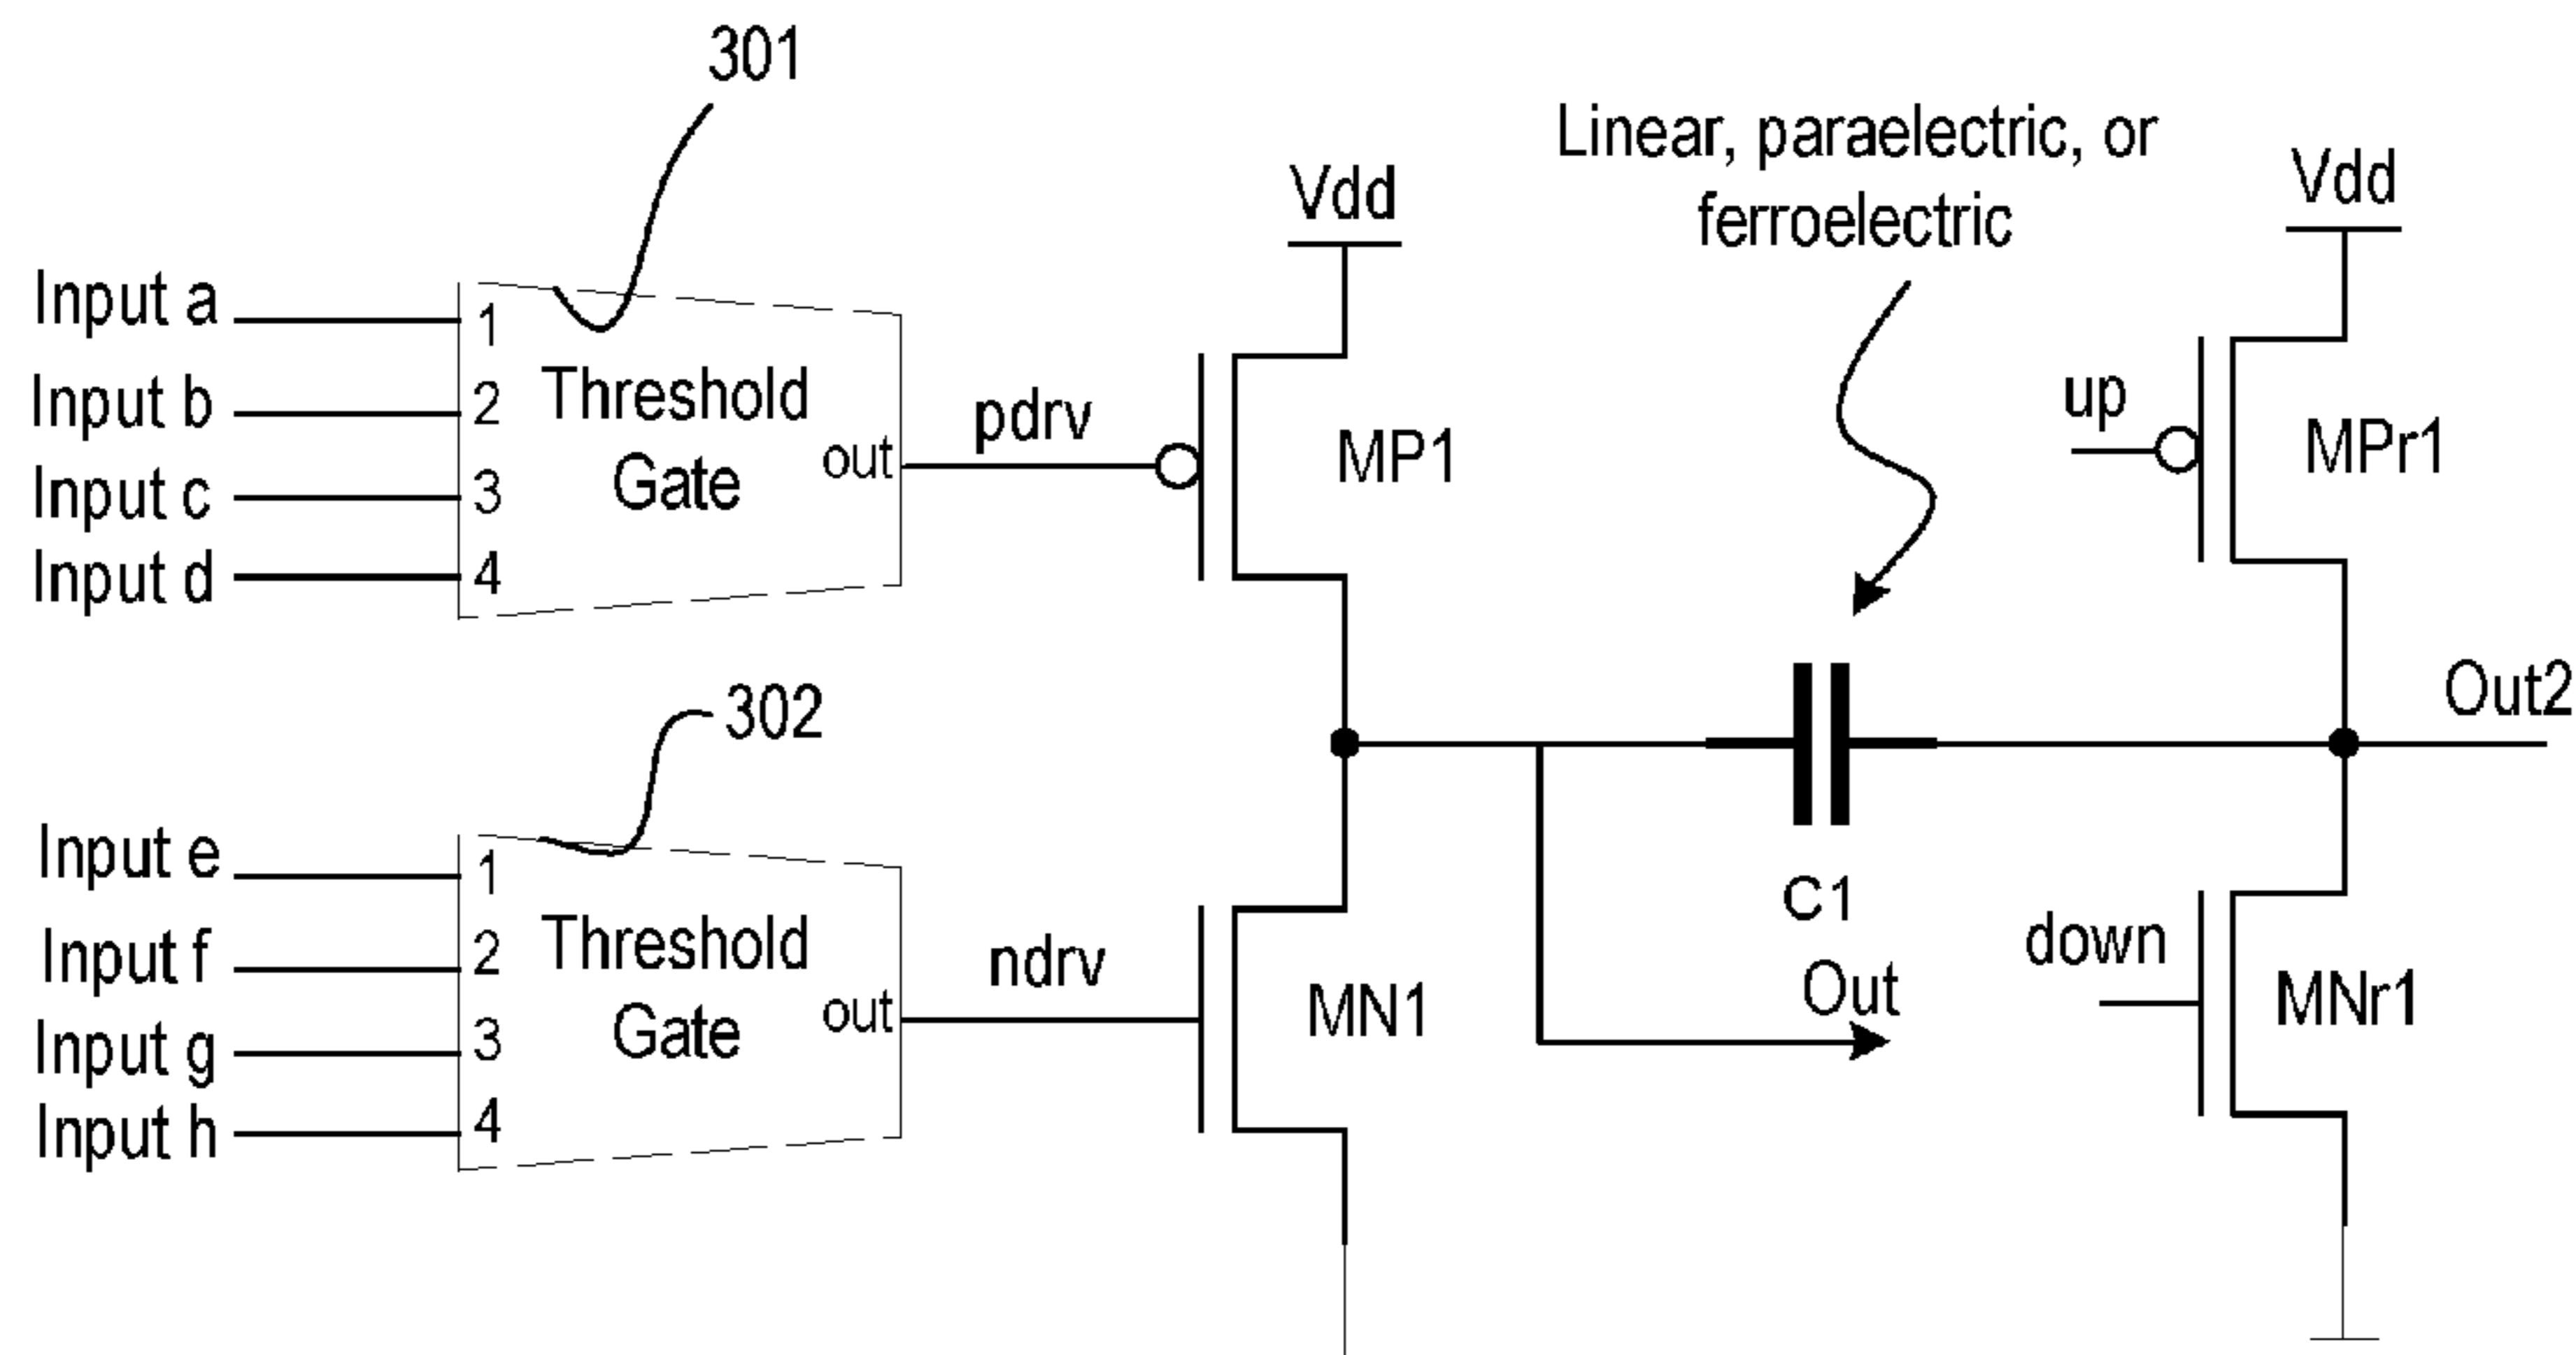 301
Linear, paraelectric, or
ferroelectric
Vdd
Vdd
Input a
1
Input b
2
Threshold
Gate
out
pdrv
MP1
up
MPr1
Input c
3
Input d
4
302
Out2
Input e
1
Input f
2
Threshold
Gate
out
ndrv
MN1
C1
Out
down
MNr1
Input g
3
Input h
4